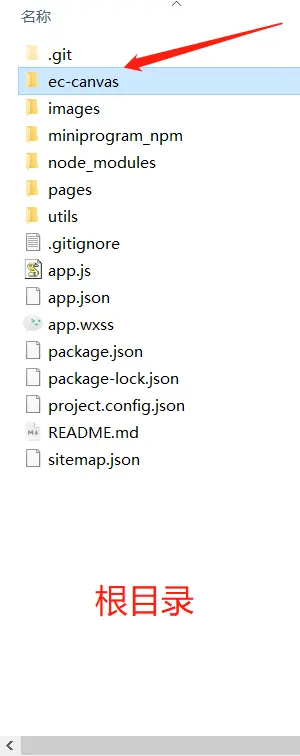 名称
.git
ec-canvas
images
miniprogram_npm
node_modules
pages
utils
.gitignore
app.js
app.json
app.wxss
package.json
package-lock.json
project.config.json
README.md
sitemap.json
根目录